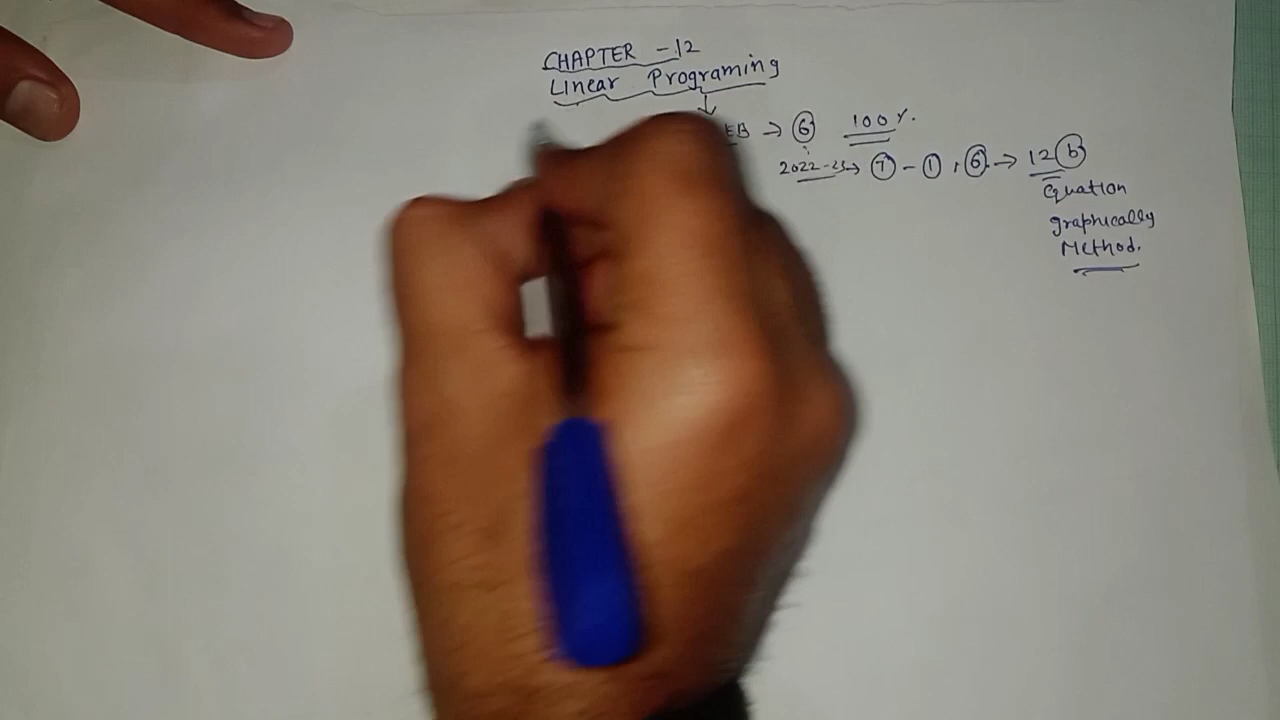 CHAPTER - 12
Linear Programing
EB → 6 100%.
2022-23 → 7 - 1, 6 → 12 b
Equation
graphically
Method.